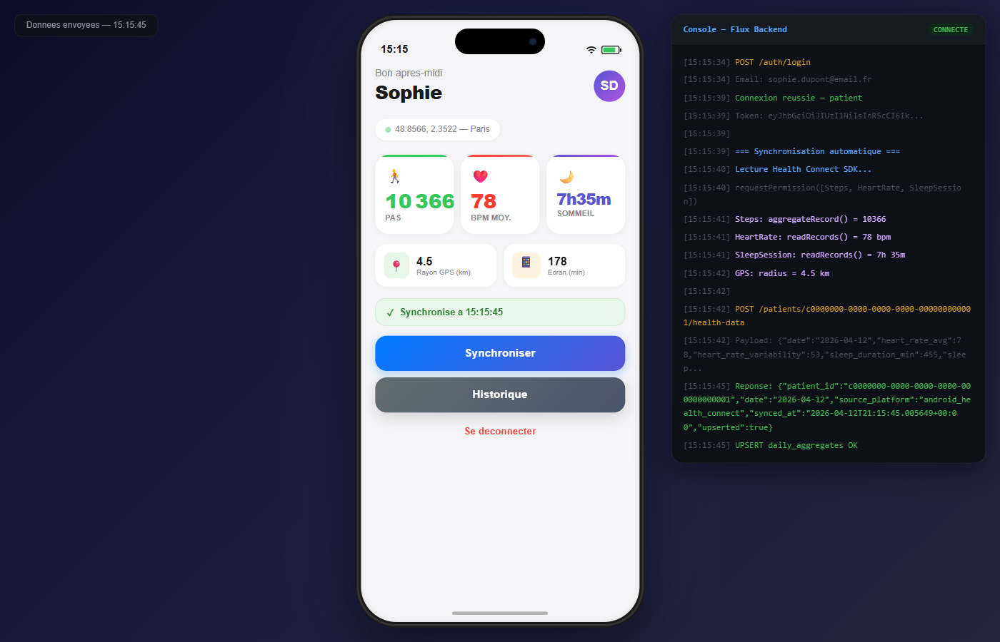 Donnees envoyees — 15:15:45
15:15
Bon apres-midi
Sophie
SD
48.8566, 2.3522 — Paris
10 366
PAS
78
BPM MOY.
7h35m
SOMMEIL
4.5
Rayon GPS (km)
178
Ecran (min)
✓ Synchronise a 15:15:45
Synchroniser
Historique
Se deconnecter
Console — Flux Backend
CONNECTE
[15:15:34] POST /auth/login
[15:15:34] Email: sophie.dupont@email.fr
[15:15:39] Connexion reussie — patient
[15:15:39] Token: eyJhbGciOiJIUzI1NiIsInR5cCI6Ik...
[15:15:39]
[15:15:39] === Synchronisation automatique ===
[15:15:40] Lecture Health Connect SDK...
[15:15:40] requestPermission([Steps, HeartRate, SleepSessio
n])
[15:15:41] Steps: aggregateRecord() = 10366
[15:15:41] HeartRate: readRecords() = 78 bpm
[15:15:41] SleepSession: readRecords() = 7h 35m
[15:15:42] GPS: radius = 4.5 km
[15:15:42]
[15:15:42] POST /patients/c0000000-0000-0000-0000-00000000000
1/health-data
[15:15:42] Payload: {"date":"2026-04-12","heart_rate_avg":7
8,"heart_rate_variability":53,"sleep_duration_min":455,"slee
p...
[15:15:45] Reponse: {"patient_id":"c0000000-0000-0000-0000-00
0000000001","date":"2026-04-12","source_platform":"android_he
alth_connect","synced_at":"2026-04-12T21:15:45.005649+00:0
0","upserted":true}
[15:15:45] UPSERT daily_aggregates OK